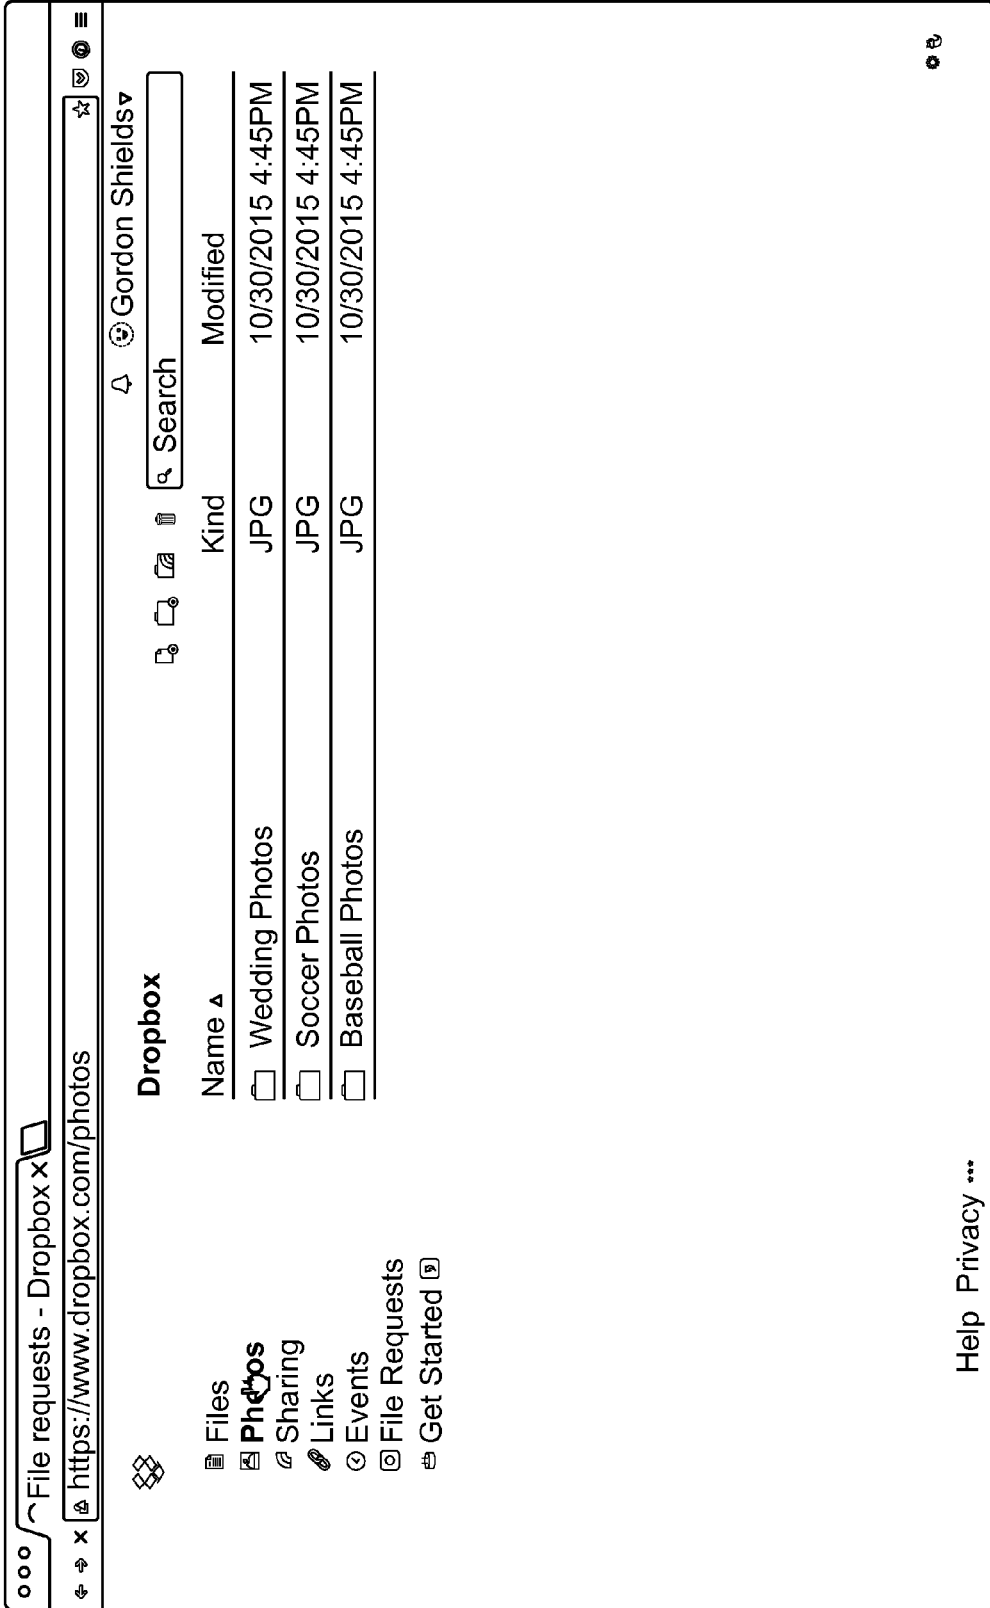 File requests - Dropbox X
https://www.dropbox.com/photos
Gordon Shields
Dropbox
Search
Files
Photos
Sharing
Links
Events
File Requests
Get Started
Name Kind Modified
Wedding Photos JPG 10/30/2015 4:45PM
Soccer Photos JPG 10/30/2015 4:45PM
Baseball Photos JPG 10/30/2015 4:45PM
Help Privacy ***